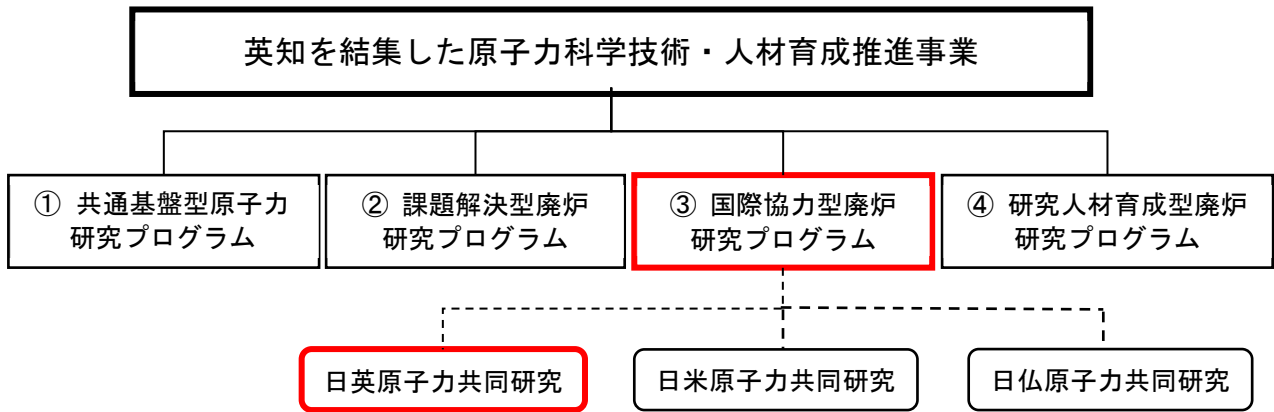 英知を結集した原子力科学技術・人材育成推進事業
① 共通基盤型原子力
研究プログラム
② 課題解決型廃炉
研究プログラム
③ 国際協力型廃炉
研究プログラム
④ 研究人材育成型廃炉
研究プログラム
日英原子力共同研究
日米原子力共同研究
日仏原子力共同研究